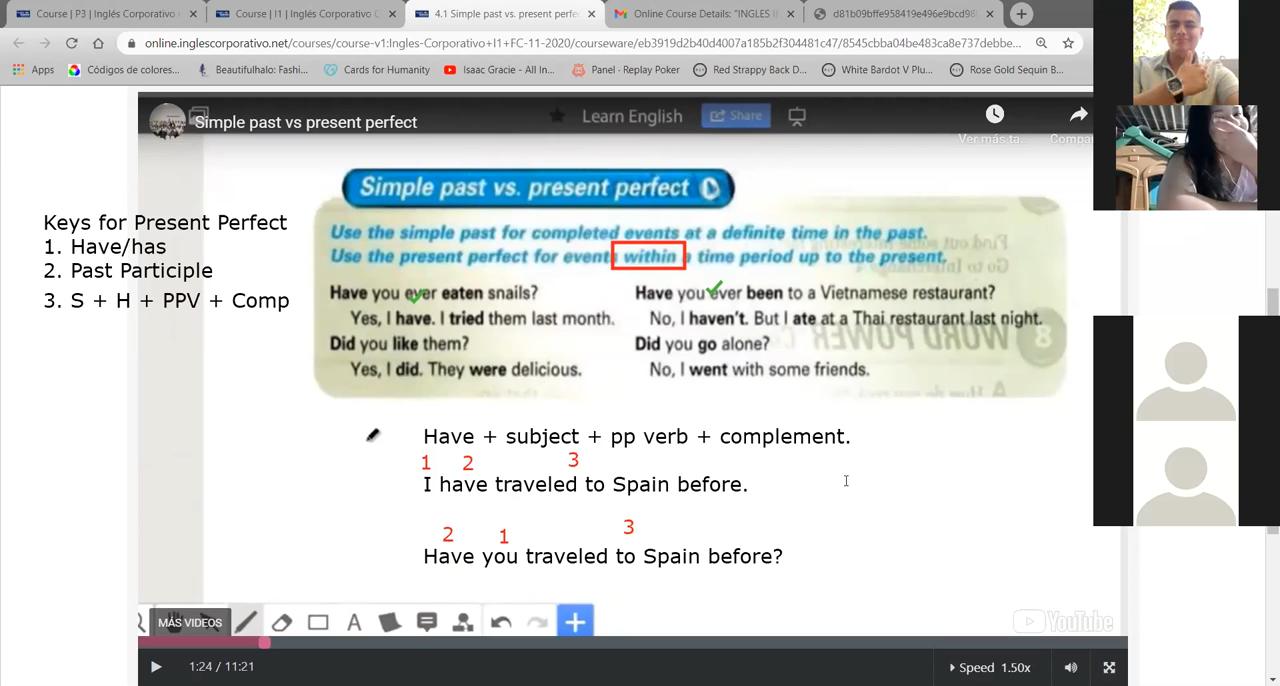 Course | P3 | Inglés Corporativo
Course | I1 | Inglés Corporativo C
4.1 Simple past vs. present perfe
Online Course Details: "INGLES I
d81b09bffe958419e496e9bcd98
online.inglescorporativo.net/courses/course-v1:Ingles-Corporativo+I1+FC-11-2020/courseware/eb3919d2b40d4007a185b2f304481c47/8545cbba04be483ca8e737debbe...
Apps
Códigos de colores...
Beautifulhalo: Fashi...
Cards for Humanity
Isaac Gracie - All In...
Panel · Replay Poker
Red Strappy Back D...
White Bardot V Plu...
Rose Gold Sequin B...
Simple past vs present perfect
Learn English
Share
Ver más ta.
Compa
Simple past vs. present perfect
Keys for Present Perfect
1. Have/has
2. Past Participle
3. S + H + PPV + Comp
Use the simple past for completed events at a definite time in the past.
Use the present perfect for events within a time period up to the present.
Have you ever eaten snails?
Yes, I have. I tried them last month.
Did you like them?
Yes, I did. They were delicious.
Have you ever been to a Vietnamese restaurant?
No, I haven't. But I ate at a Thai restaurant last night.
Did you go alone?
No, I went with some friends.
8
WORD POWER
Have + subject + pp verb + complement.
1 2 3
I have traveled to Spain before.
2 1 3
Have you traveled to Spain before?
MÁS VIDEOS
A
YouTube
1:24 / 11:21
Speed 1.50x